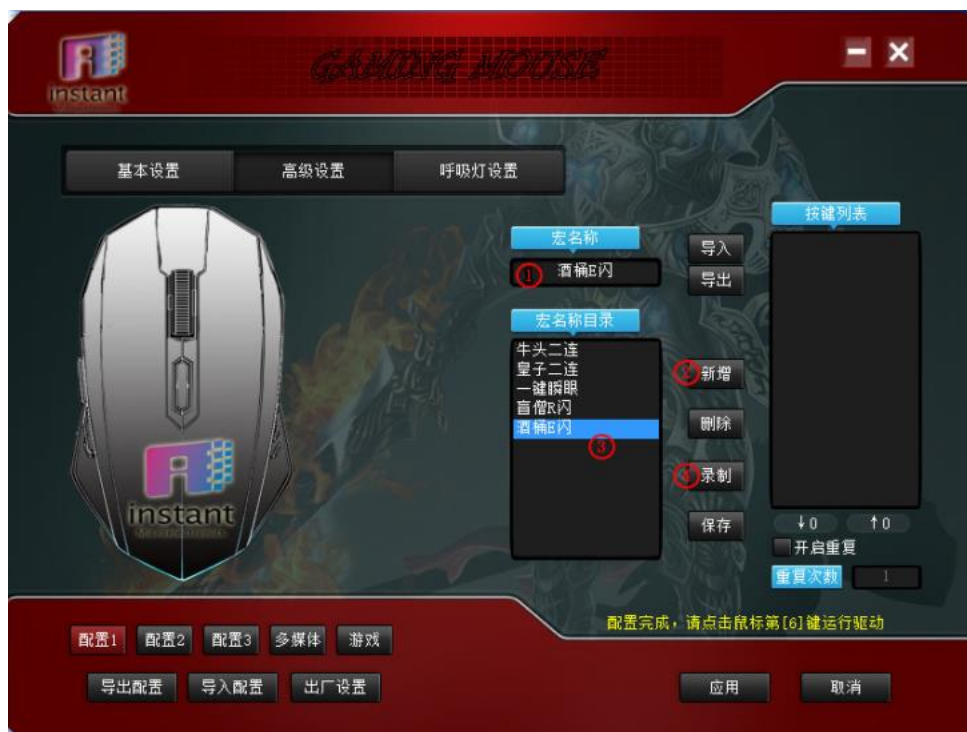 instant
GAMING MOUSE
基本设置
高级设置
呼吸灯设置
宏名称
① 酒桶E闪
导入
导出
按键列表
宏名称目录
牛头二连
皇子二连
一键瞬眼
盲僧R闪
酒桶E闪
③
②新增
删除
④录制
保存
instant
↓0 ↑0
开启重复
重复次数 1
配置完成，请点击鼠标第[6]键运行驱动
配置1 配置2 配置3 多媒体 游戏
导出配置 导入配置 出厂设置
应用 取消